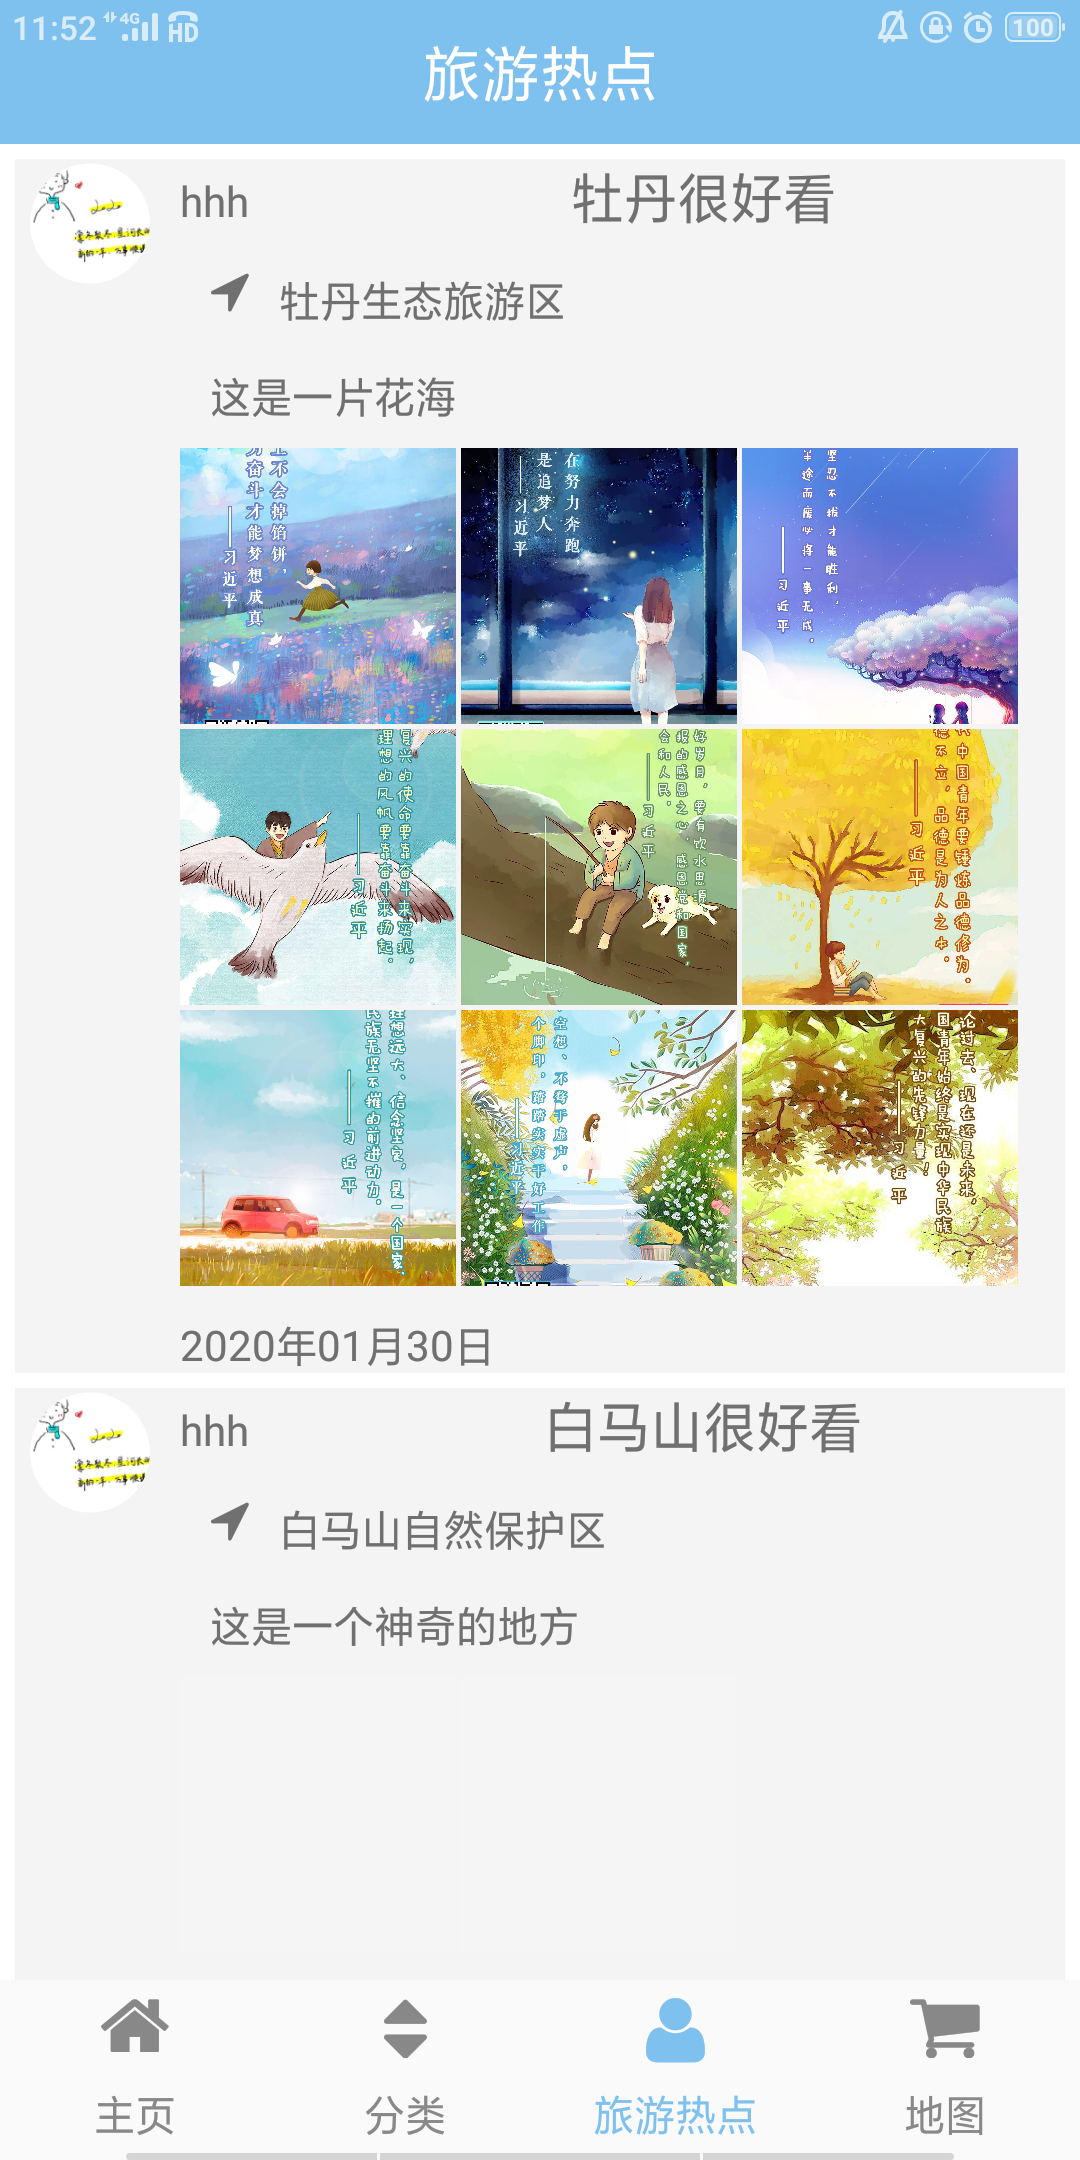 11:52 4G HD 100
旅游热点
hhh 牡丹很好看
牡丹生态旅游区
这是一片花海
不会掉馅饼，
力奋斗才能梦想成真
——习近平
在努力奔跑，
是追梦人
——习近平
坚忍不拔才能胜利，
半途而废必将一事无成。
——习近平
复兴的使命要靠奋斗来实现，
理想的风帆要靠奋斗来扬起。
——习近平
好岁月，要有饮水思源、
报的感恩之心，感恩党和国家，
会和人民。
——习近平
代中国青年要锤炼品德修为。
德不立，品德是为人之本。
——习近平
理想远大、信念坚定，是一个国家、
民族无坚不摧的前进动力。
——习近平
空想、不骛于虚声，
个脚印，踏踏实实干好工作
——习近平
论过去、现在还是未来，
国青年始终是实现中华民族
大复兴的先锋力量！
——习近平
2020年01月30日
hhh 白马山很好看
白马山自然保护区
这是一个神奇的地方
主页 分类 旅游热点 地图